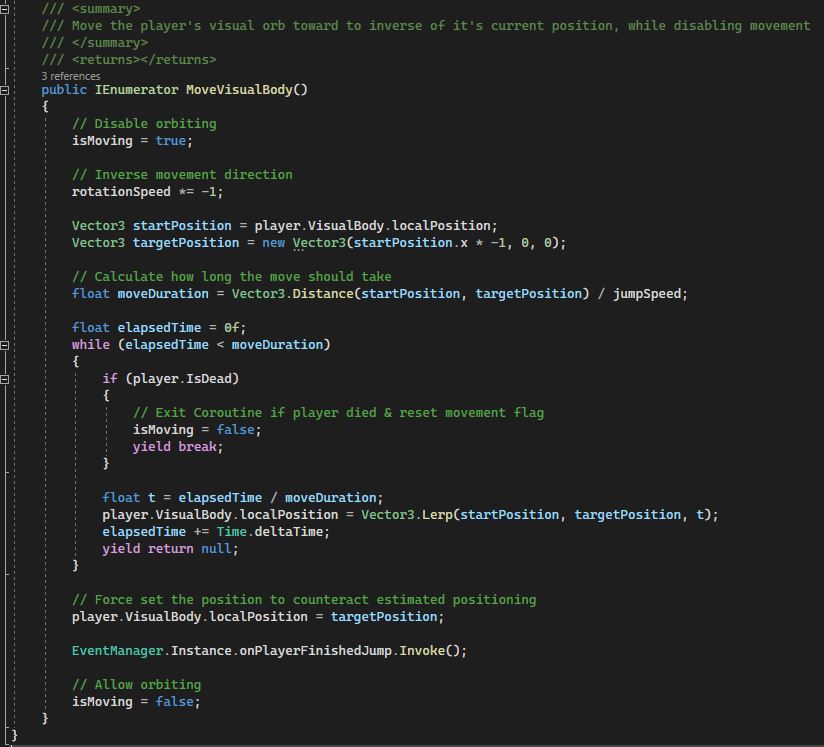 /// <summary>
/// Move the player's visual orb toward to inverse of it's current position, while disabling movement
/// </summary>
/// <returns></returns>
3 references
public IEnumerator MoveVisualBody()
{
// Disable orbiting
isMoving = true;
// Inverse movement direction
rotationSpeed *= -1;
Vector3 startPosition = player.VisualBody.localPosition;
Vector3 targetPosition = new Vector3(startPosition.x * -1, 0, 0);
// Calculate how long the move should take
float moveDuration = Vector3.Distance(startPosition, targetPosition) / jumpSpeed;
float elapsedTime = 0f;
while (elapsedTime < moveDuration)
{
if (player.IsDead)
{
// Exit Coroutine if player died & reset movement flag
isMoving = false;
yield break;
}
float t = elapsedTime / moveDuration;
player.VisualBody.localPosition = Vector3.Lerp(startPosition, targetPosition, t);
elapsedTime += Time.deltaTime;
yield return null;
}
// Force set the position to counteract estimated positioning
player.VisualBody.localPosition = targetPosition;
EventManager.Instance.onPlayerFinishedJump.Invoke();
// Allow orbiting
isMoving = false;
}
}